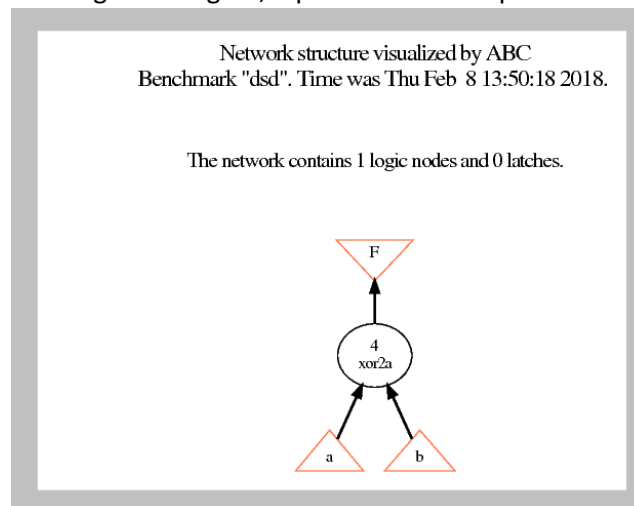 Network structure visualized by ABC
Benchmark "dsd". Time was Thu Feb  8 13:50:18 2018.
The network contains 1 logic nodes and 0 latches.
F
4
xor2a
a
b